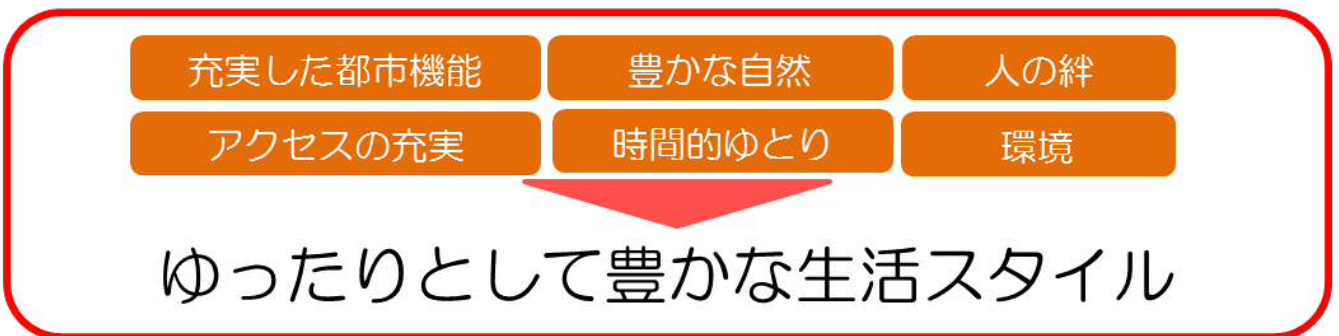 充実した都市機能 豊かな自然 人の絆
アクセスの充実 時間的ゆとり 環境
ゆったりとして豊かな生活スタイル